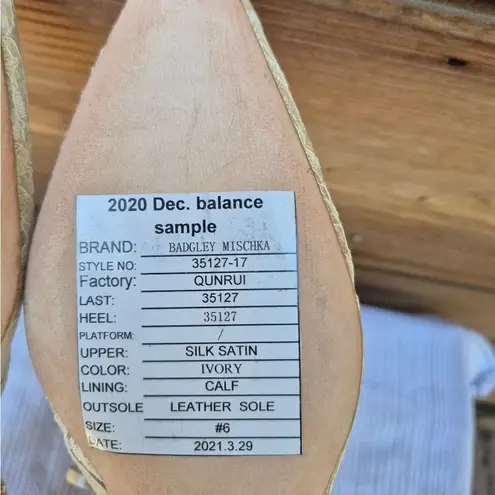 2020 Dec. balance
sample
BRAND: BADGLEY MISCHKA
STYLE NO: 35127-17
Factory: QUNRUI
LAST: 35127
HEEL: 35127
PLATFORM: /
UPPER: SILK SATIN
COLOR: IVORY
LINING: CALF
OUTSOLE LEATHER SOLE
SIZE: #6
DATE: 2021.3.29